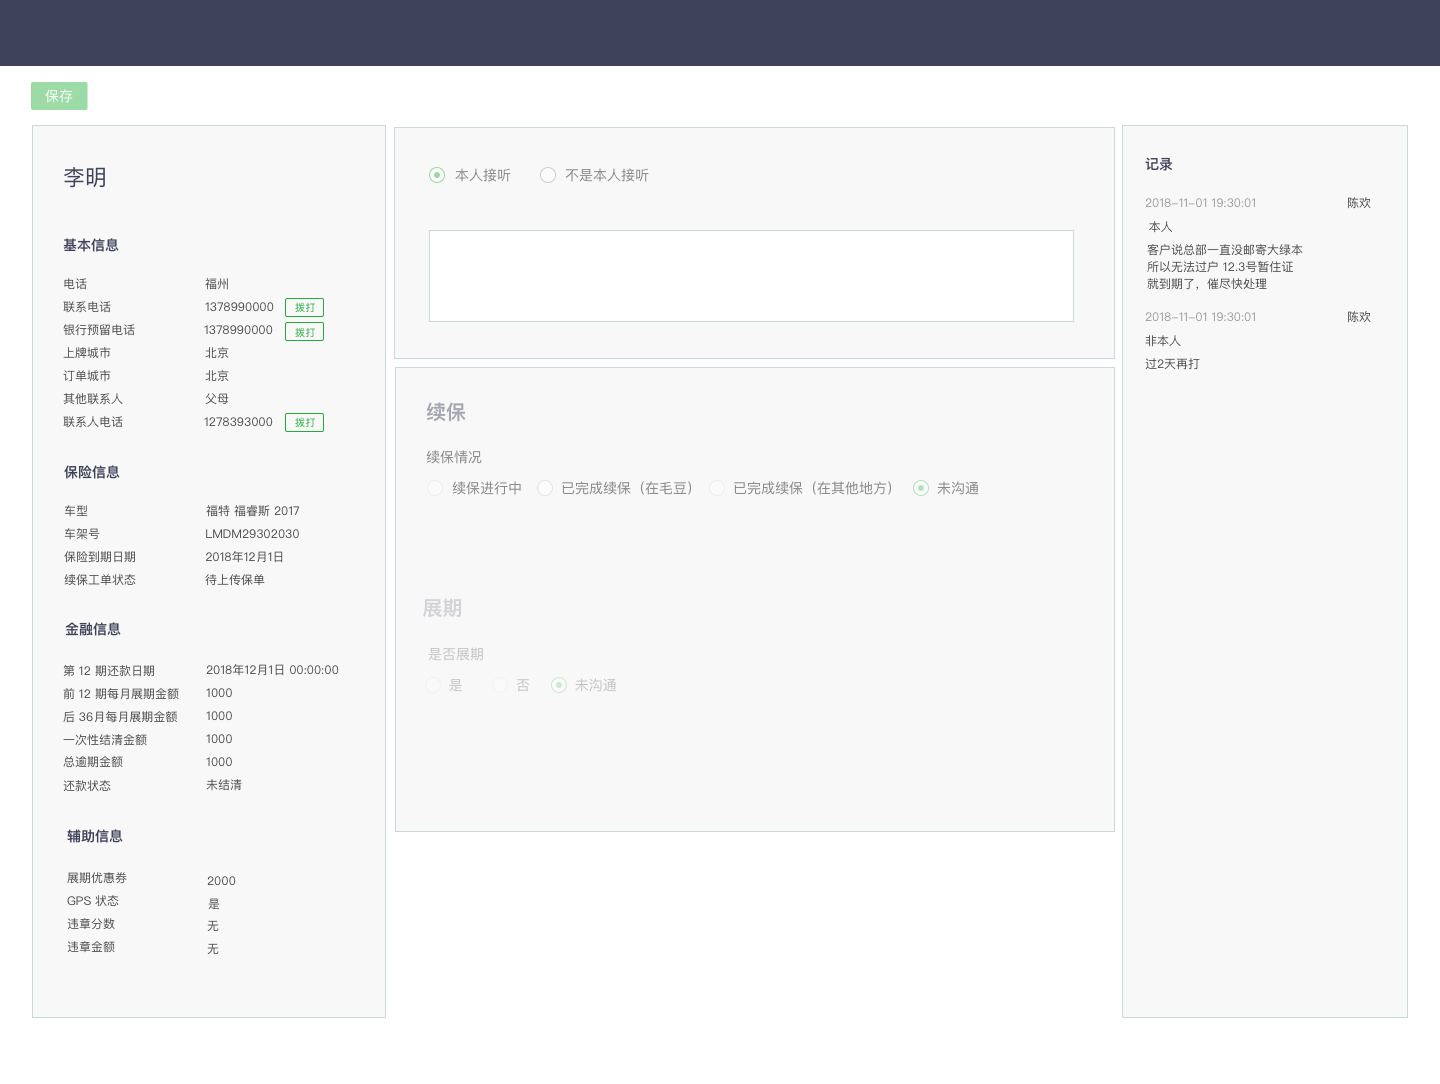 保存
李明
基本信息
电话 福州
联系电话 1378990000 拨打
银行预留电话 1378990000 拨打
上牌城市 北京
订单城市 北京
其他联系人 父母
联系人电话 1278393000 拨打
保险信息
车型 福特 福睿斯 2017
车架号 LMDM29302030
保险到期日期 2018年12月1日
续保工单状态 待上传保单
金融信息
第 12 期还款日期 2018年12月1日 00:00:00
前 12 期每月展期金额 1000
后 36月每月展期金额 1000
一次性结清金额 1000
总逾期金额 1000
还款状态 未结清
辅助信息
展期优惠券 2000
GPS 状态 是
违章分数 无
违章金额 无
本人接听 不是本人接听
续保
续保情况
续保进行中 已完成续保（在毛豆） 已完成续保（在其他地方） 未沟通
展期
是否展期
是 否 未沟通
记录
2018-11-01 19:30:01 陈欢
本人
客户说总部一直没邮寄大绿本
所以无法过户 12.3号暂住证
就到期了，催尽快处理
2018-11-01 19:30:01 陈欢
非本人
过2天再打